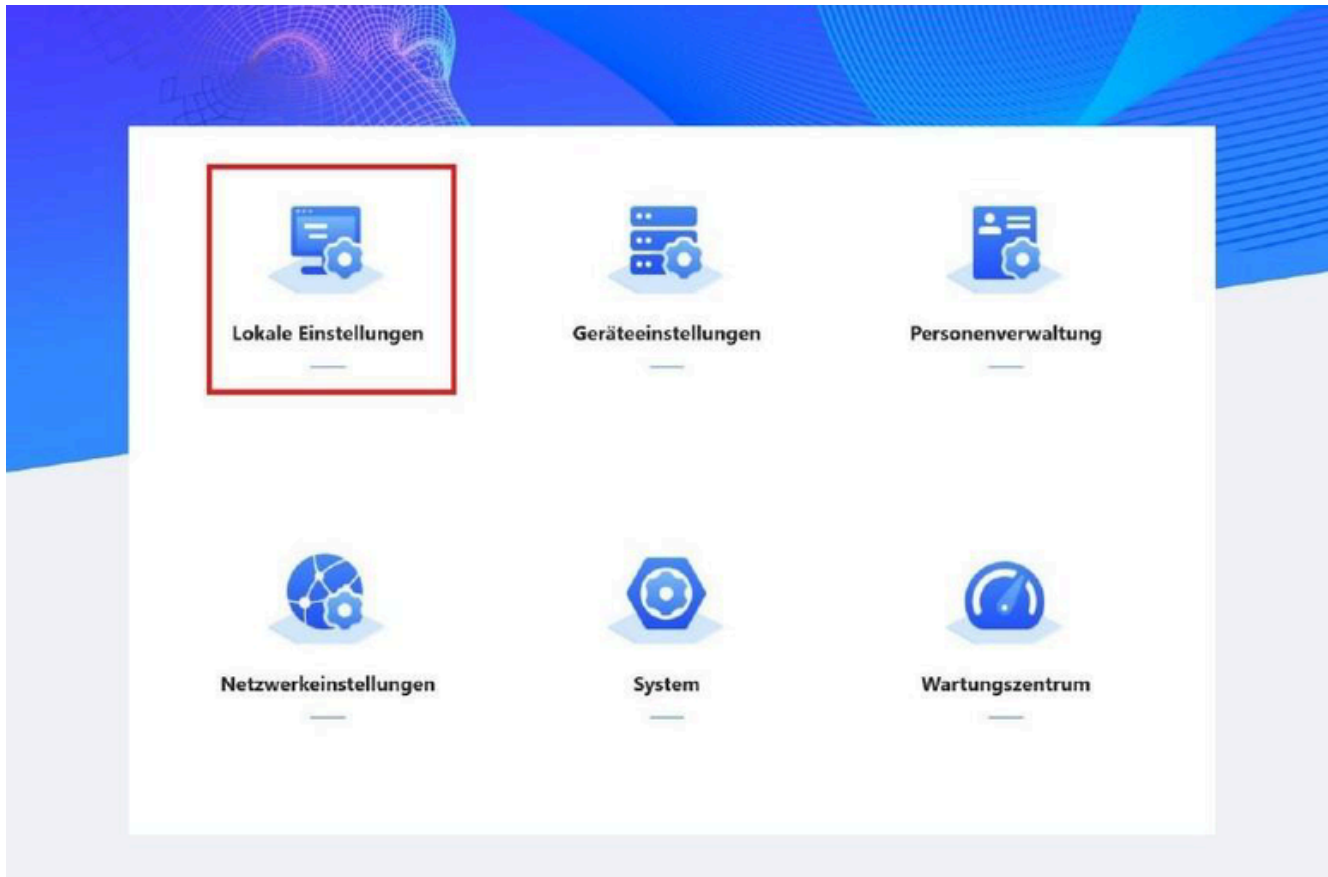 Lokale Einstellungen
Geräteeinstellungen
Personenverwaltung
Netzwerkeinstellungen
System
Wartungszentrum